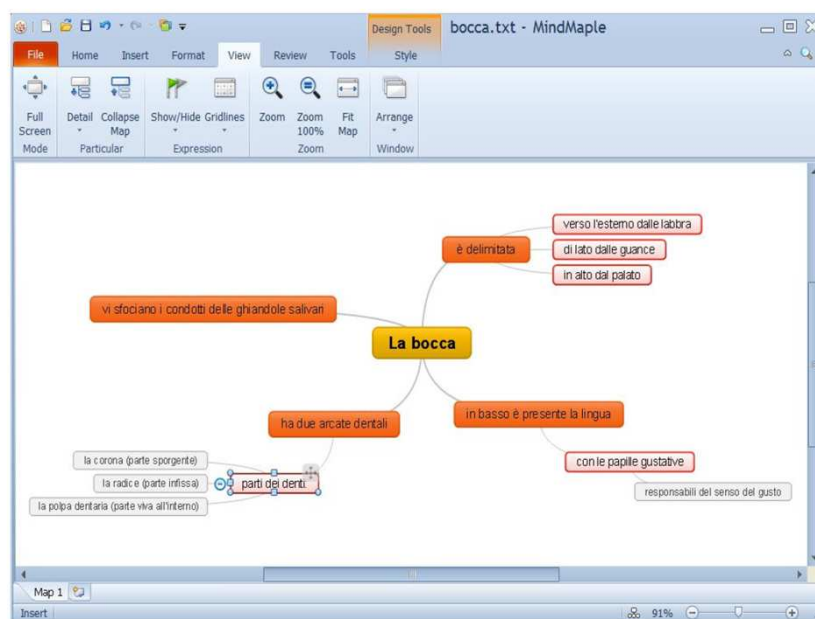 Design Tools
bocca.txt - MindMaple
File Home Insert Format View Review Tools Style
Full Screen
Detail
Collapse Map
Show/Hide
Gridlines
Zoom
Zoom 100%
Fit Map
Arrange
Mode Particular Expression Zoom Window
verso l'esterno dalle labbra
è delimitata
di lato dalle guance
in alto dal palato
vi sfociano i condotti delle ghiandole salivari
La bocca
in basso è presente la lingua
ha due arcate dentali
la corona (parte sporgente)
con le papille gustative
la radice (parte infissa)
parti dei denti
responsabili del senso del gusto
la polpa dentaria (parte viva all'interno)
Map 1
Insert
91%